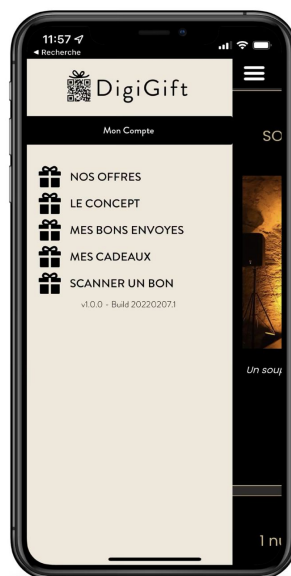 11:57
◀ Recherche
DigiGift
Mon Compte
SO
NOS OFFRES
LE CONCEPT
MES BONS ENVOYES
MES CADEAUX
SCANNER UN BON
v1.0.0 - Build 20220207.1
Un soup
1 nu